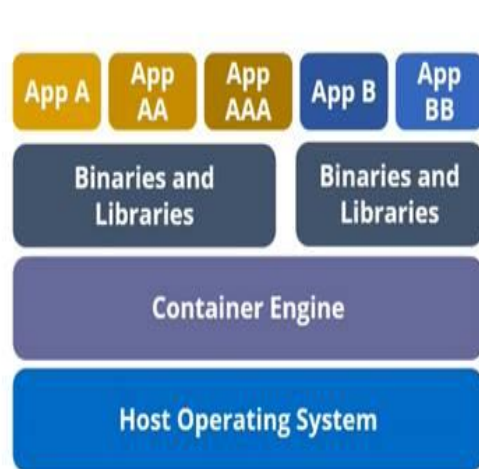 App A
App
AA
App
AAA
App B
App
BB
Binaries and
Libraries
Binaries and
Libraries
Container Engine
Host Operating System